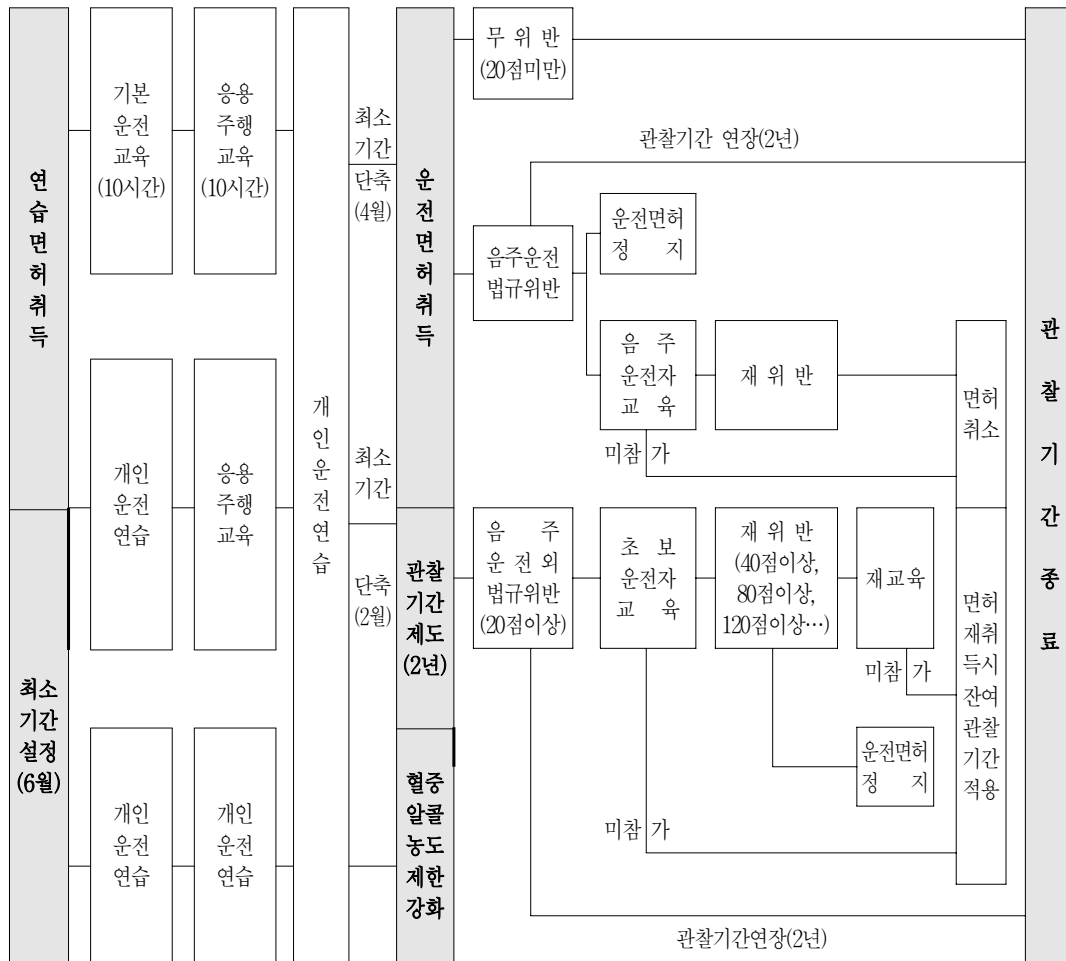 연
습
면
허
취
득
최소
기간
설정
(6월)
기본
운전
교육
(10시간)
응용
주행
교육
(10시간)
개인
운전
연습
응용
주행
교육
개인
운전
연습
개인
운전
연습
개
인
운
전
연
습
최소
기간
단축
(4월)
최소
기간
단축
(2월)
운
전
면
허
취
득
관찰
기간
제도
(2년)
혈중
알콜
농도
제한
강화
무 위 반
(20점미만)
관찰기간 연장(2년)
음주운전
법규위반
운전면허
정 지
음 주
운전자
교 육
재 위 반
미참 가
면허
취소
음 주
운 전 외
법규위반
(20점이상)
초 보
운전자
교 육
재 위 반
(40점이상,
80점이상,
120점이상…)
재교육
미참 가
운전면허
정 지
미참 가
면허
재취
득시
잔여
관찰
기간
적용
관찰기간연장(2년)
관
찰
기
간
종
료